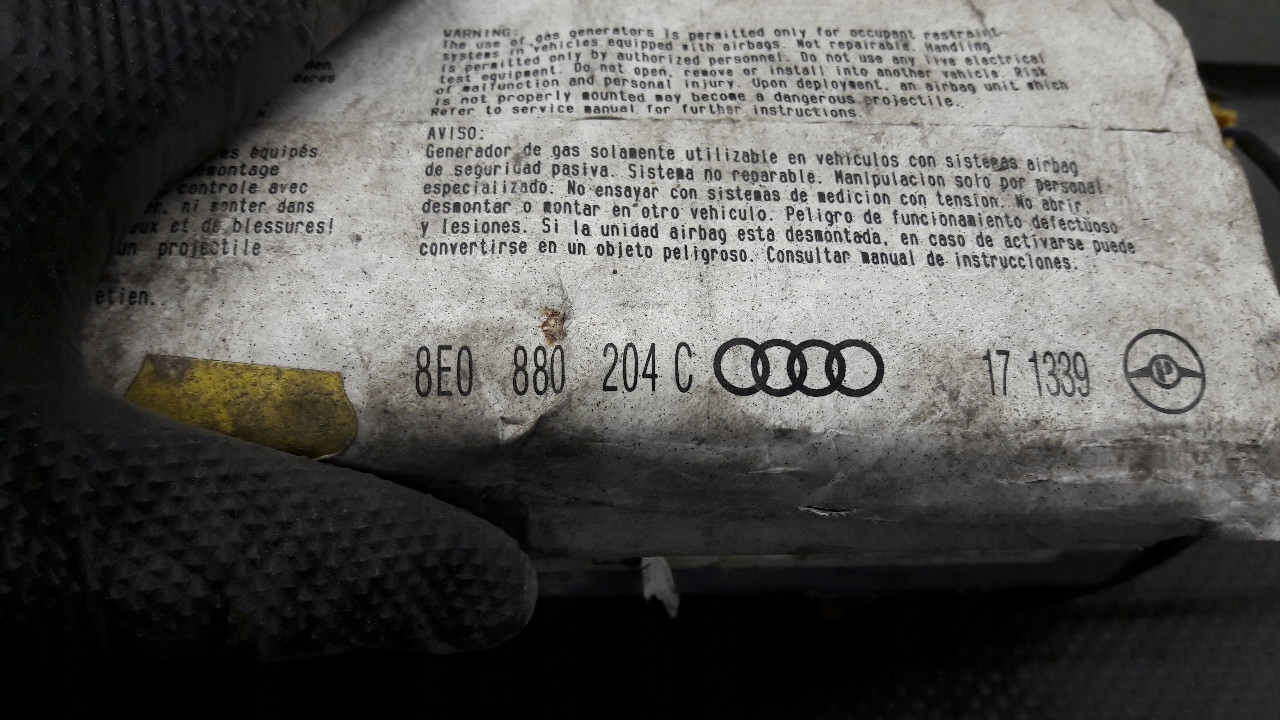 WARNING:
The use of gas generators is permitted only for occupant restraint
systems in vehicles equipped with airbags. Not repairable. Handling
is permitted only by authorized personnel. Do not use any live electrical
test equipment. Do not open, remove or install into another vehicle. Risk
of malfunction and personal injury. Upon deployment, an airbag unit which
is not properly mounted may become a dangerous projectile.
Refer to service manual for further instructions.
den
deres
AVISO:
Generador de gas solamente utilizable en vehiculos con sistemas airbag
de seguridad pasiva. Sistema no reparable. Manipulacion solo por personal
especializado. No ensayar con sistemas de medicion con tension. No abrir,
desmontar o montar en otro vehiculo. Peligro de funcionamiento defectuoso
y lesiones. Si la unidad airbag esta desmontada, en caso de activarse puede
convertirse en un objeto peligroso. Consultar manual de instrucciones.
es équipés
montage
controle avec
ni monter dans
et de blessures!
un projectile
etien.
8E0 880 204 C
17 1339
P